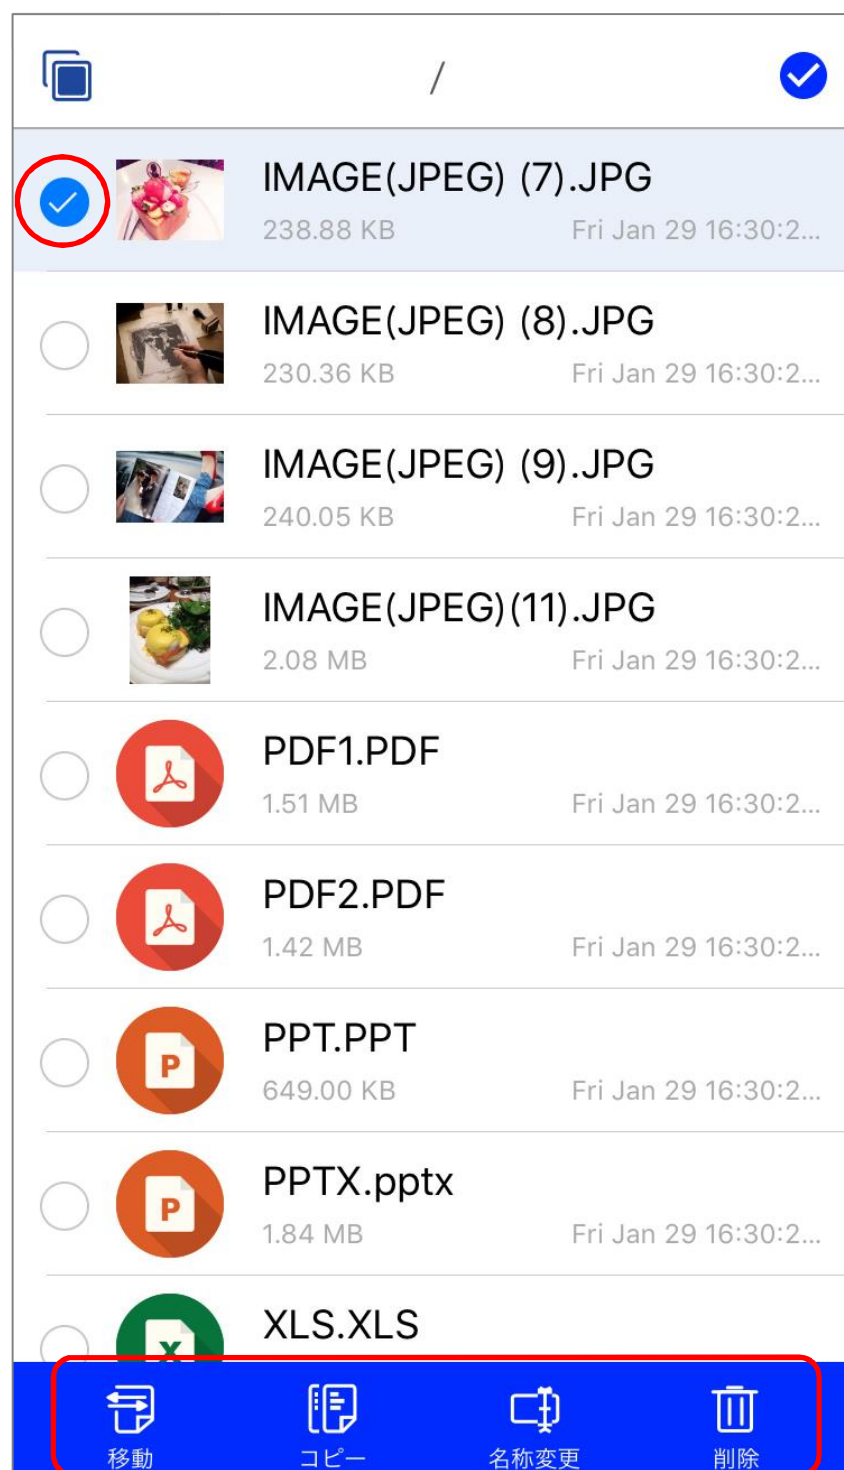 /
IMAGE(JPEG) (7).JPG
238.88 KB Fri Jan 29 16:30:2...
IMAGE(JPEG) (8).JPG
230.36 KB Fri Jan 29 16:30:2...
IMAGE(JPEG) (9).JPG
240.05 KB Fri Jan 29 16:30:2...
IMAGE(JPEG)(11).JPG
2.08 MB Fri Jan 29 16:30:2...
PDF1.PDF
1.51 MB Fri Jan 29 16:30:2...
PDF2.PDF
1.42 MB Fri Jan 29 16:30:2...
P
PPT.PPT
649.00 KB Fri Jan 29 16:30:2...
P
PPTX.pptx
1.84 MB Fri Jan 29 16:30:2...
X
XLS.XLS
移動 コピー 名称変更 削除